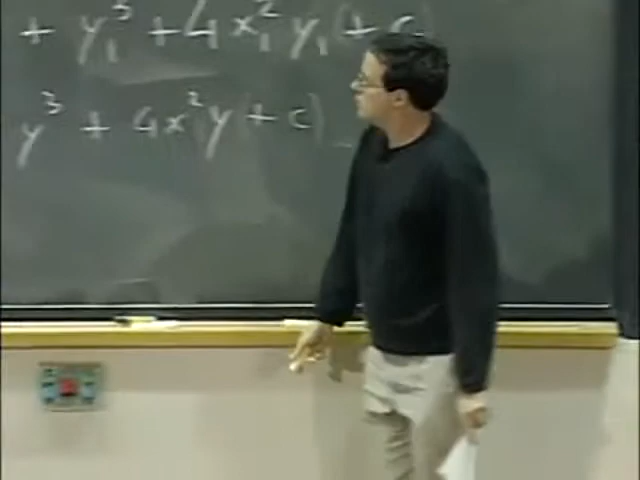 + y₁³ + 4x₁²y₁ (+ c)
y³ + 4x²y (+ c)